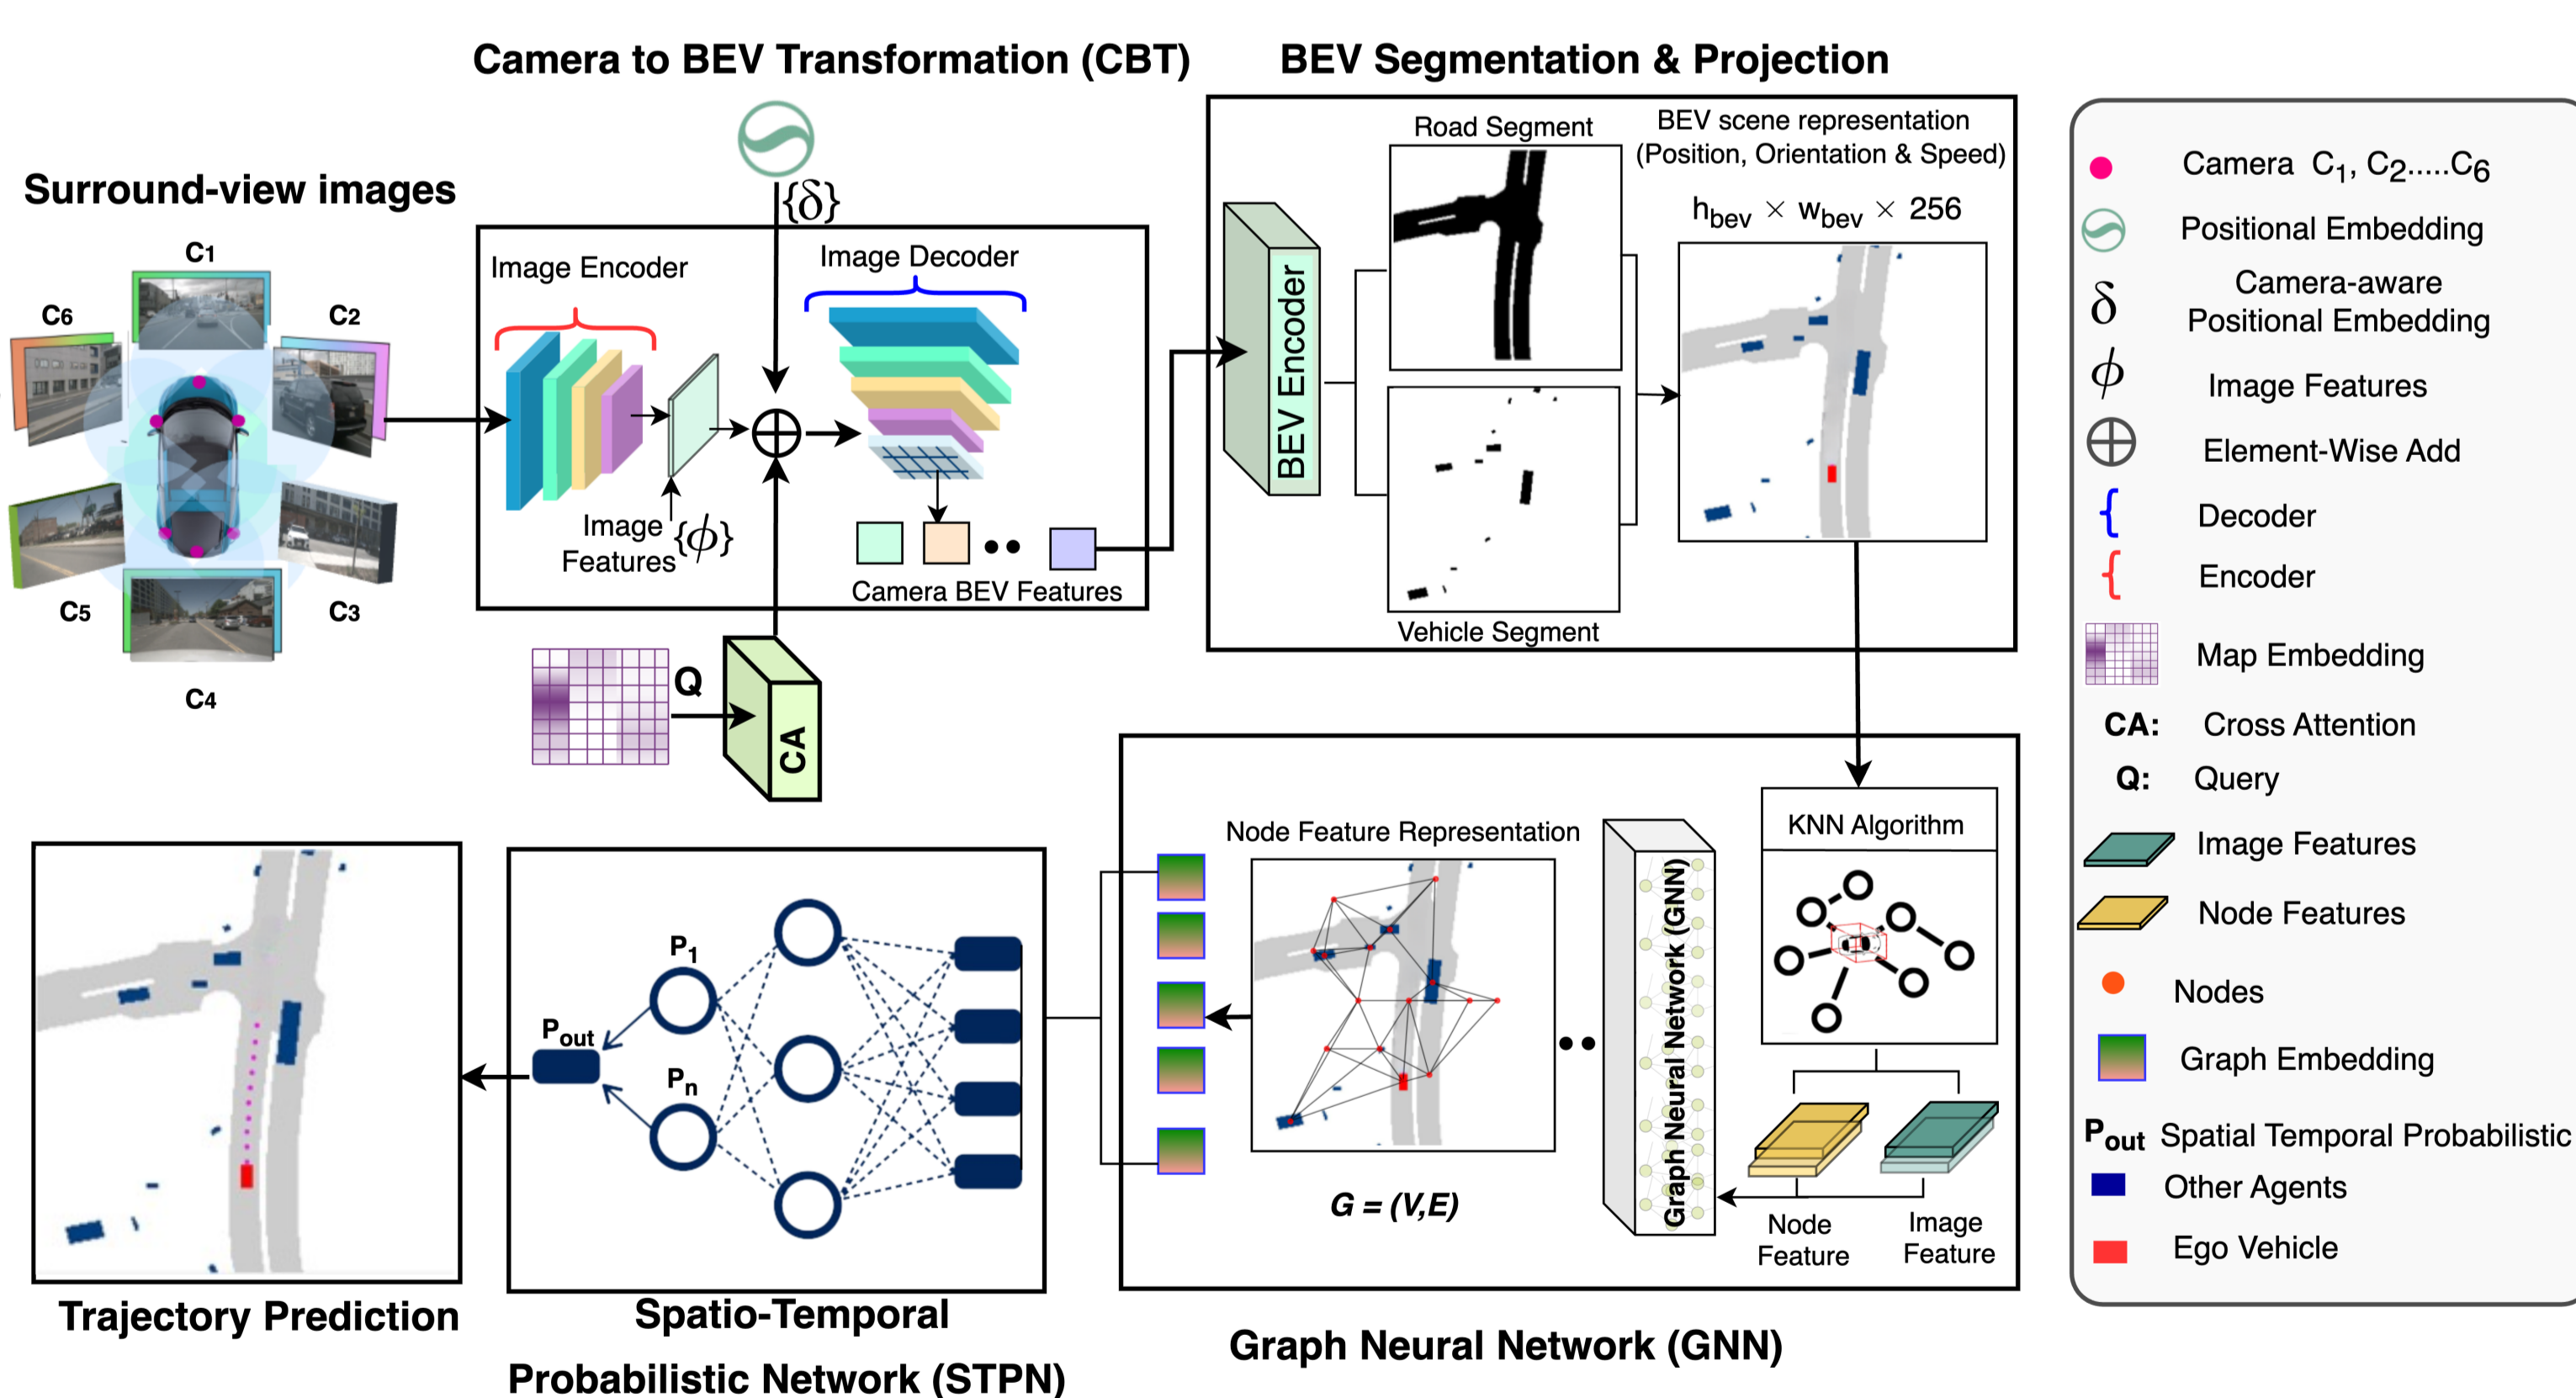 Camera to BEV Transformation (CBT)
BEV Segmentation & Projection
Surround-view images
C1
C6
C2
C5
C3
C4
{δ}
Image Encoder
Image Decoder
Image
Features
{ϕ}
Camera BEV Features
Q
CA
BEV Encoder
Road Segment
Vehicle Segment
BEV scene representation
(Position, Orientation & Speed)
h_bev × w_bev × 256
KNN Algorithm
Node Feature Representation
Graph Neural Network (GNN)
G = (V,E)
Node
Feature
Image
Feature
Graph Neural Network (GNN)
P1
Pn
Pout
Spatio-Temporal
Probabilistic Network (STPN)
Trajectory Prediction
Camera C1, C2.....C6
Positional Embedding
δ Camera-aware
Positional Embedding
ϕ Image Features
Element-Wise Add
{ Decoder
{ Encoder
Map Embedding
CA: Cross Attention
Q: Query
Image Features
Node Features
Nodes
Graph Embedding
Pout Spatial Temporal Probabilistic
Other Agents
Ego Vehicle